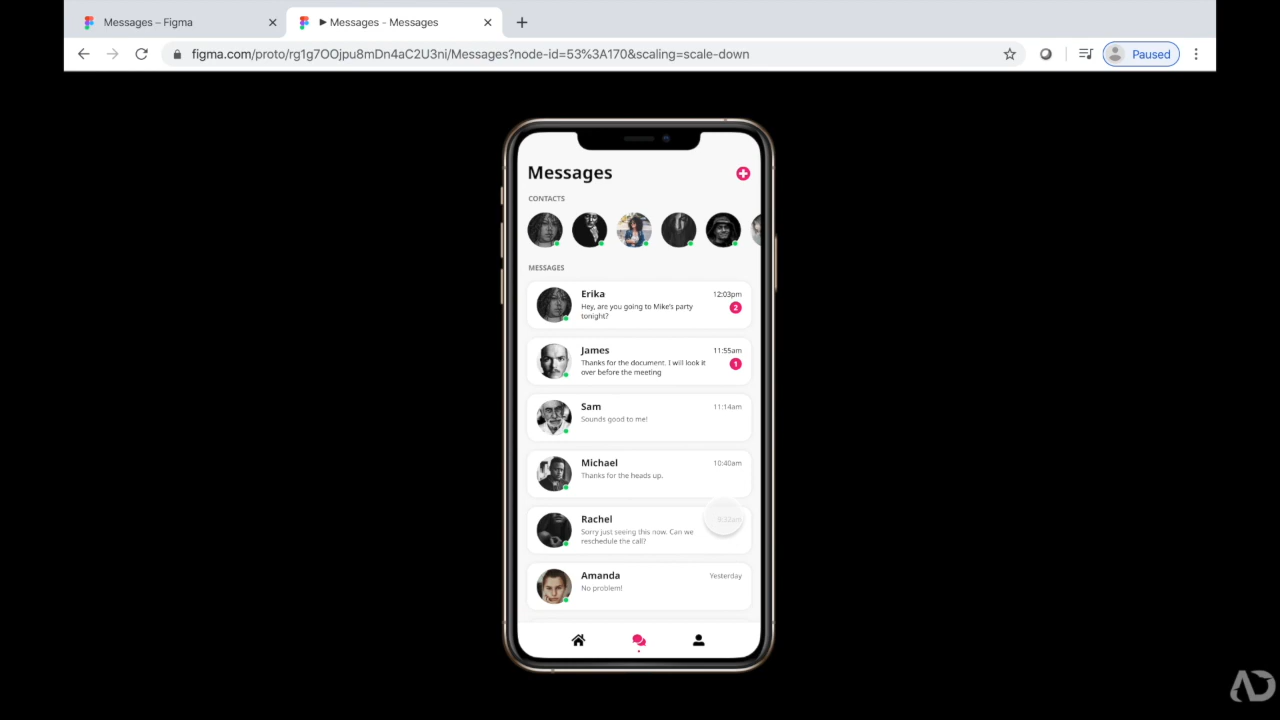 Messages – Figma
▶ Messages - Messages
figma.com/proto/rg1g7OOjpu8mDn4aC2U3ni/Messages?node-id=53%3A170&scaling=scale-down
Paused
Messages
CONTACTS
MESSAGES
Erika
12:03pm
Hey, are you going to Mike's party
2
tonight?
James
11:55am
Thanks for the document. I will look it
1
over before the meeting
Sam
11:14am
Sounds good to me!
Michael
10:40am
Thanks for the heads up.
Rachel
9:32am
Sorry just seeing this now. Can we
reschedule the call?
Amanda
Yesterday
No problem!
AD